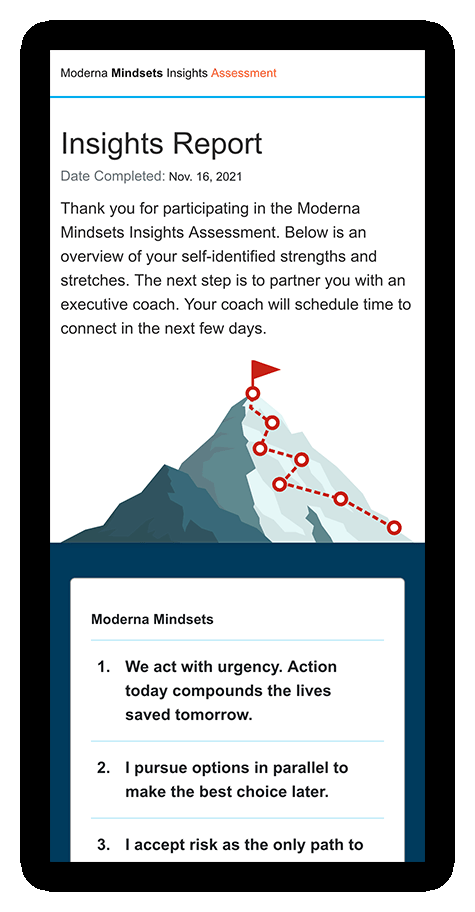 Moderna Mindsets Insights Assessment
Insights Report
Date Completed: Nov. 16, 2021
Thank you for participating in the Moderna
Mindsets Insights Assessment. Below is an
overview of your self-identified strengths and
stretches. The next step is to partner you with an
executive coach. Your coach will schedule time to
connect in the next few days.
Moderna Mindsets
1. We act with urgency. Action
today compounds the lives
saved tomorrow.
2. I pursue options in parallel to
make the best choice later.
3. I accept risk as the only path to